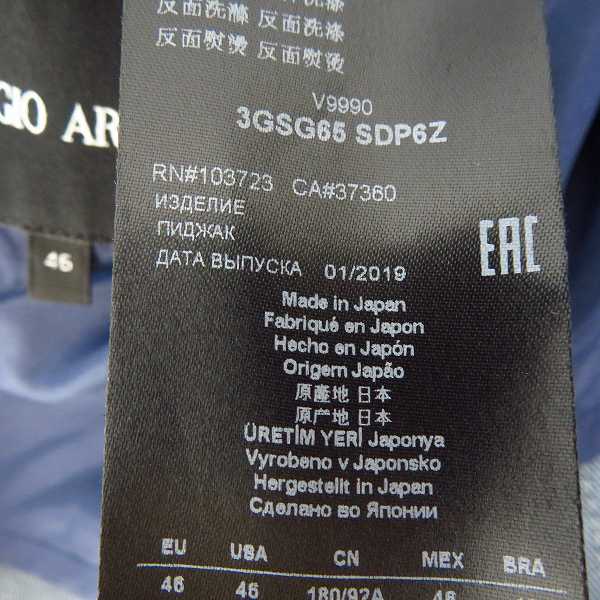 反面洗滌 反面洗涤
反面熨燙 反面熨烫
V9990
3GSG65 SDP6Z
GIO AR
RN#103723 CA#37360
ИЗДЕЛИЕ
ПИДЖАК
ДАТА ВЫПУСКА 01/2019
EAC
46
Made in Japan
Fabriqué en Japon
Hecho en Japón
Origem Japão
原產地 日本
原产地 日本
ÜRETİM YERİ Japonya
Vyrobeno v Japonsko
Hergestellt in Japan
Сделано во Японии
EU USA CN MEX BRA
46 46 180/92A 46